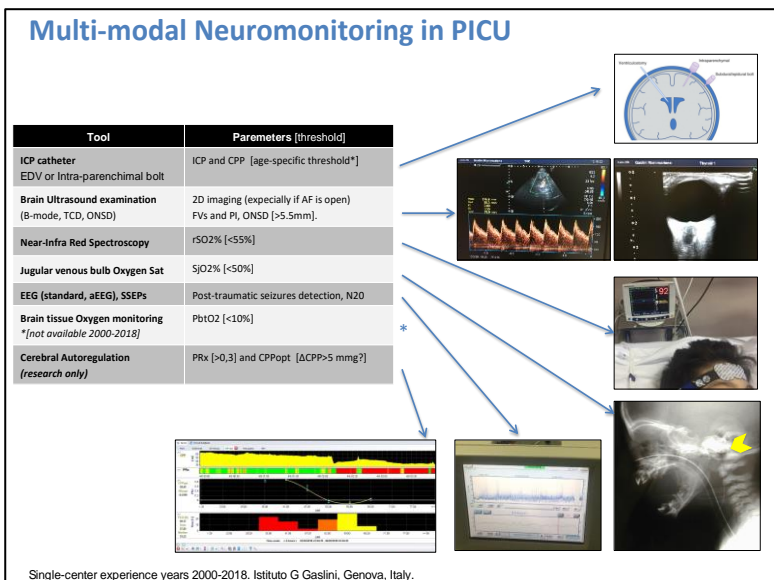 Multi-modal Neuromonitoring in PICU
Tool
Paremeters [threshold]
ICP catheter
EDV or Intra-parenchimal bolt
ICP and CPP [age-specific threshold*]
Brain Ultrasound examination
(B-mode, TCD, ONSD)
2D imaging (expecially if AF is open)
FVs and PI, ONSD [>5.5mm].
Near-Infra Red Spectroscopy
rSO2% [<55%]
Jugular venous bulb Oxygen Sat
SjO2% [<50%]
EEG (standard, aEEG), SSEPs
Post-traumatic seizures detection, N20
Brain tissue Oxygen monitoring
*[not available 2000-2018]
PbtO2 [<10%]
*
Cerebral Autoregulation
(research only)
PRx [>0,3] and CPPopt [ΔCPP>5 mmg?]
Intraparenchymal
92
Single-center experience years 2000-2018. Istituto G Gaslini, Genova, Italy.